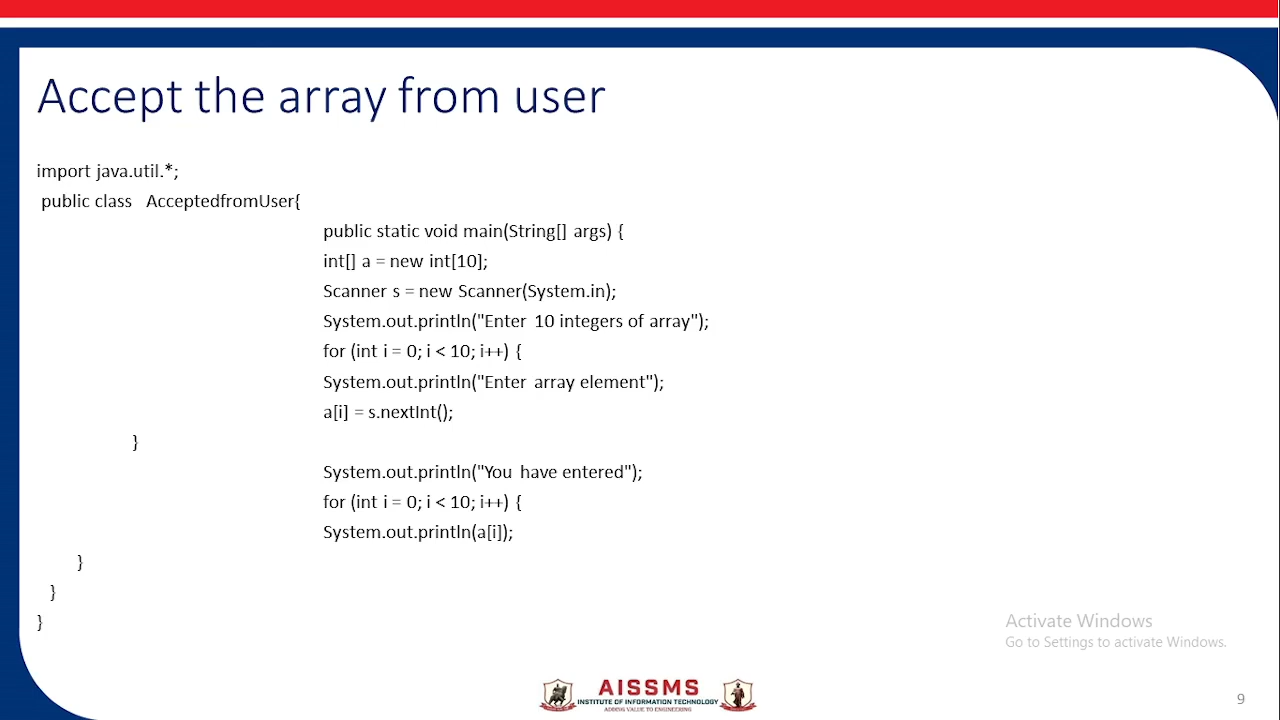 Accept the array from user
import java.util.*;
public class AcceptedfromUser{
public static void main(String[] args) {
int[] a = new int[10];
Scanner s = new Scanner(System.in);
System.out.println("Enter 10 integers of array");
for (int i = 0; i < 10; i++) {
System.out.println("Enter array element");
a[i] = s.nextInt();
}
System.out.println("You have entered");
for (int i = 0; i < 10; i++) {
System.out.println(a[i]);
}
}
}
Activate Windows
Go to Settings to activate Windows.
AISSMS
INSTITUTE OF INFORMATION TECHNOLOGY
ADDING VALUE TO ENGINEERING
9